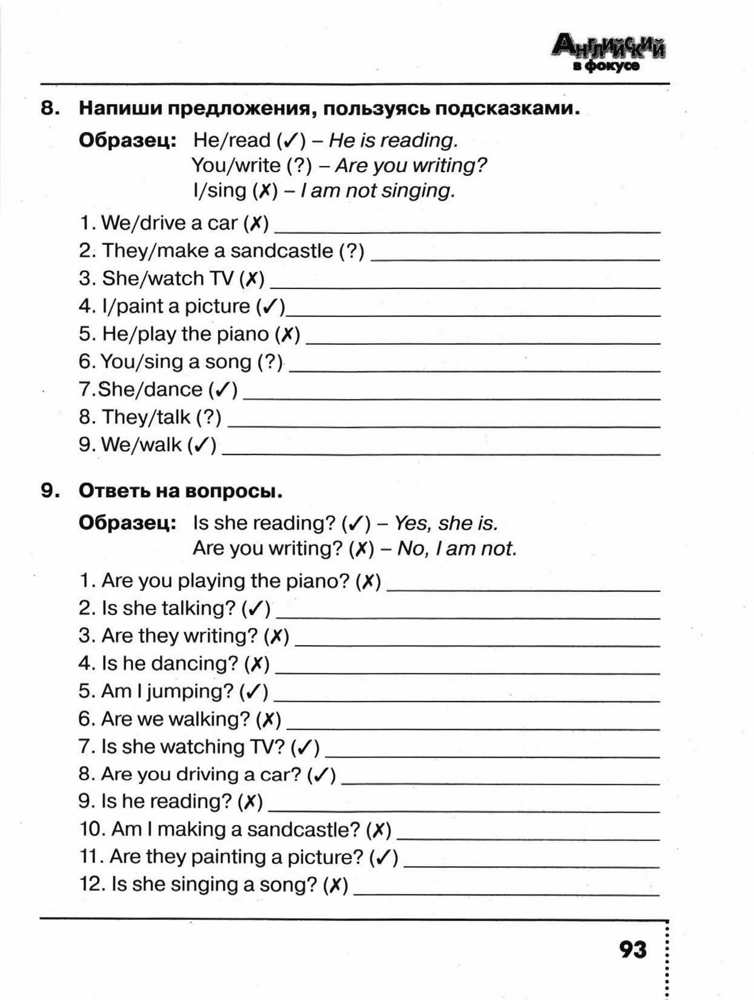 Английский
в фокусе
8. Напиши предложения, пользуясь подсказками.
Образец: He/read (✓) – He is reading.
You/write (?) – Are you writing?
I/sing (✗) – I am not singing.
1. We/drive a car (✗)
2. They/make a sandcastle (?)
3. She/watch TV (✗)
4. I/paint a picture (✓)
5. He/play the piano (✗)
6. You/sing a song (?)
7.She/dance (✓)
8. They/talk (?)
9. We/walk (✓)
9. Ответь на вопросы.
Образец: Is she reading? (✓) – Yes, she is.
Are you writing? (✗) – No, I am not.
1. Are you playing the piano? (✗)
2. Is she talking? (✓)
3. Are they writing? (✗)
4. Is he dancing? (✗)
5. Am I jumping? (✓)
6. Are we walking? (✗)
7. Is she watching TV? (✓)
8. Are you driving a car? (✓)
9. Is he reading? (✗)
10. Am I making a sandcastle? (✗)
11. Are they painting a picture? (✓)
12. Is she singing a song? (✗)
93